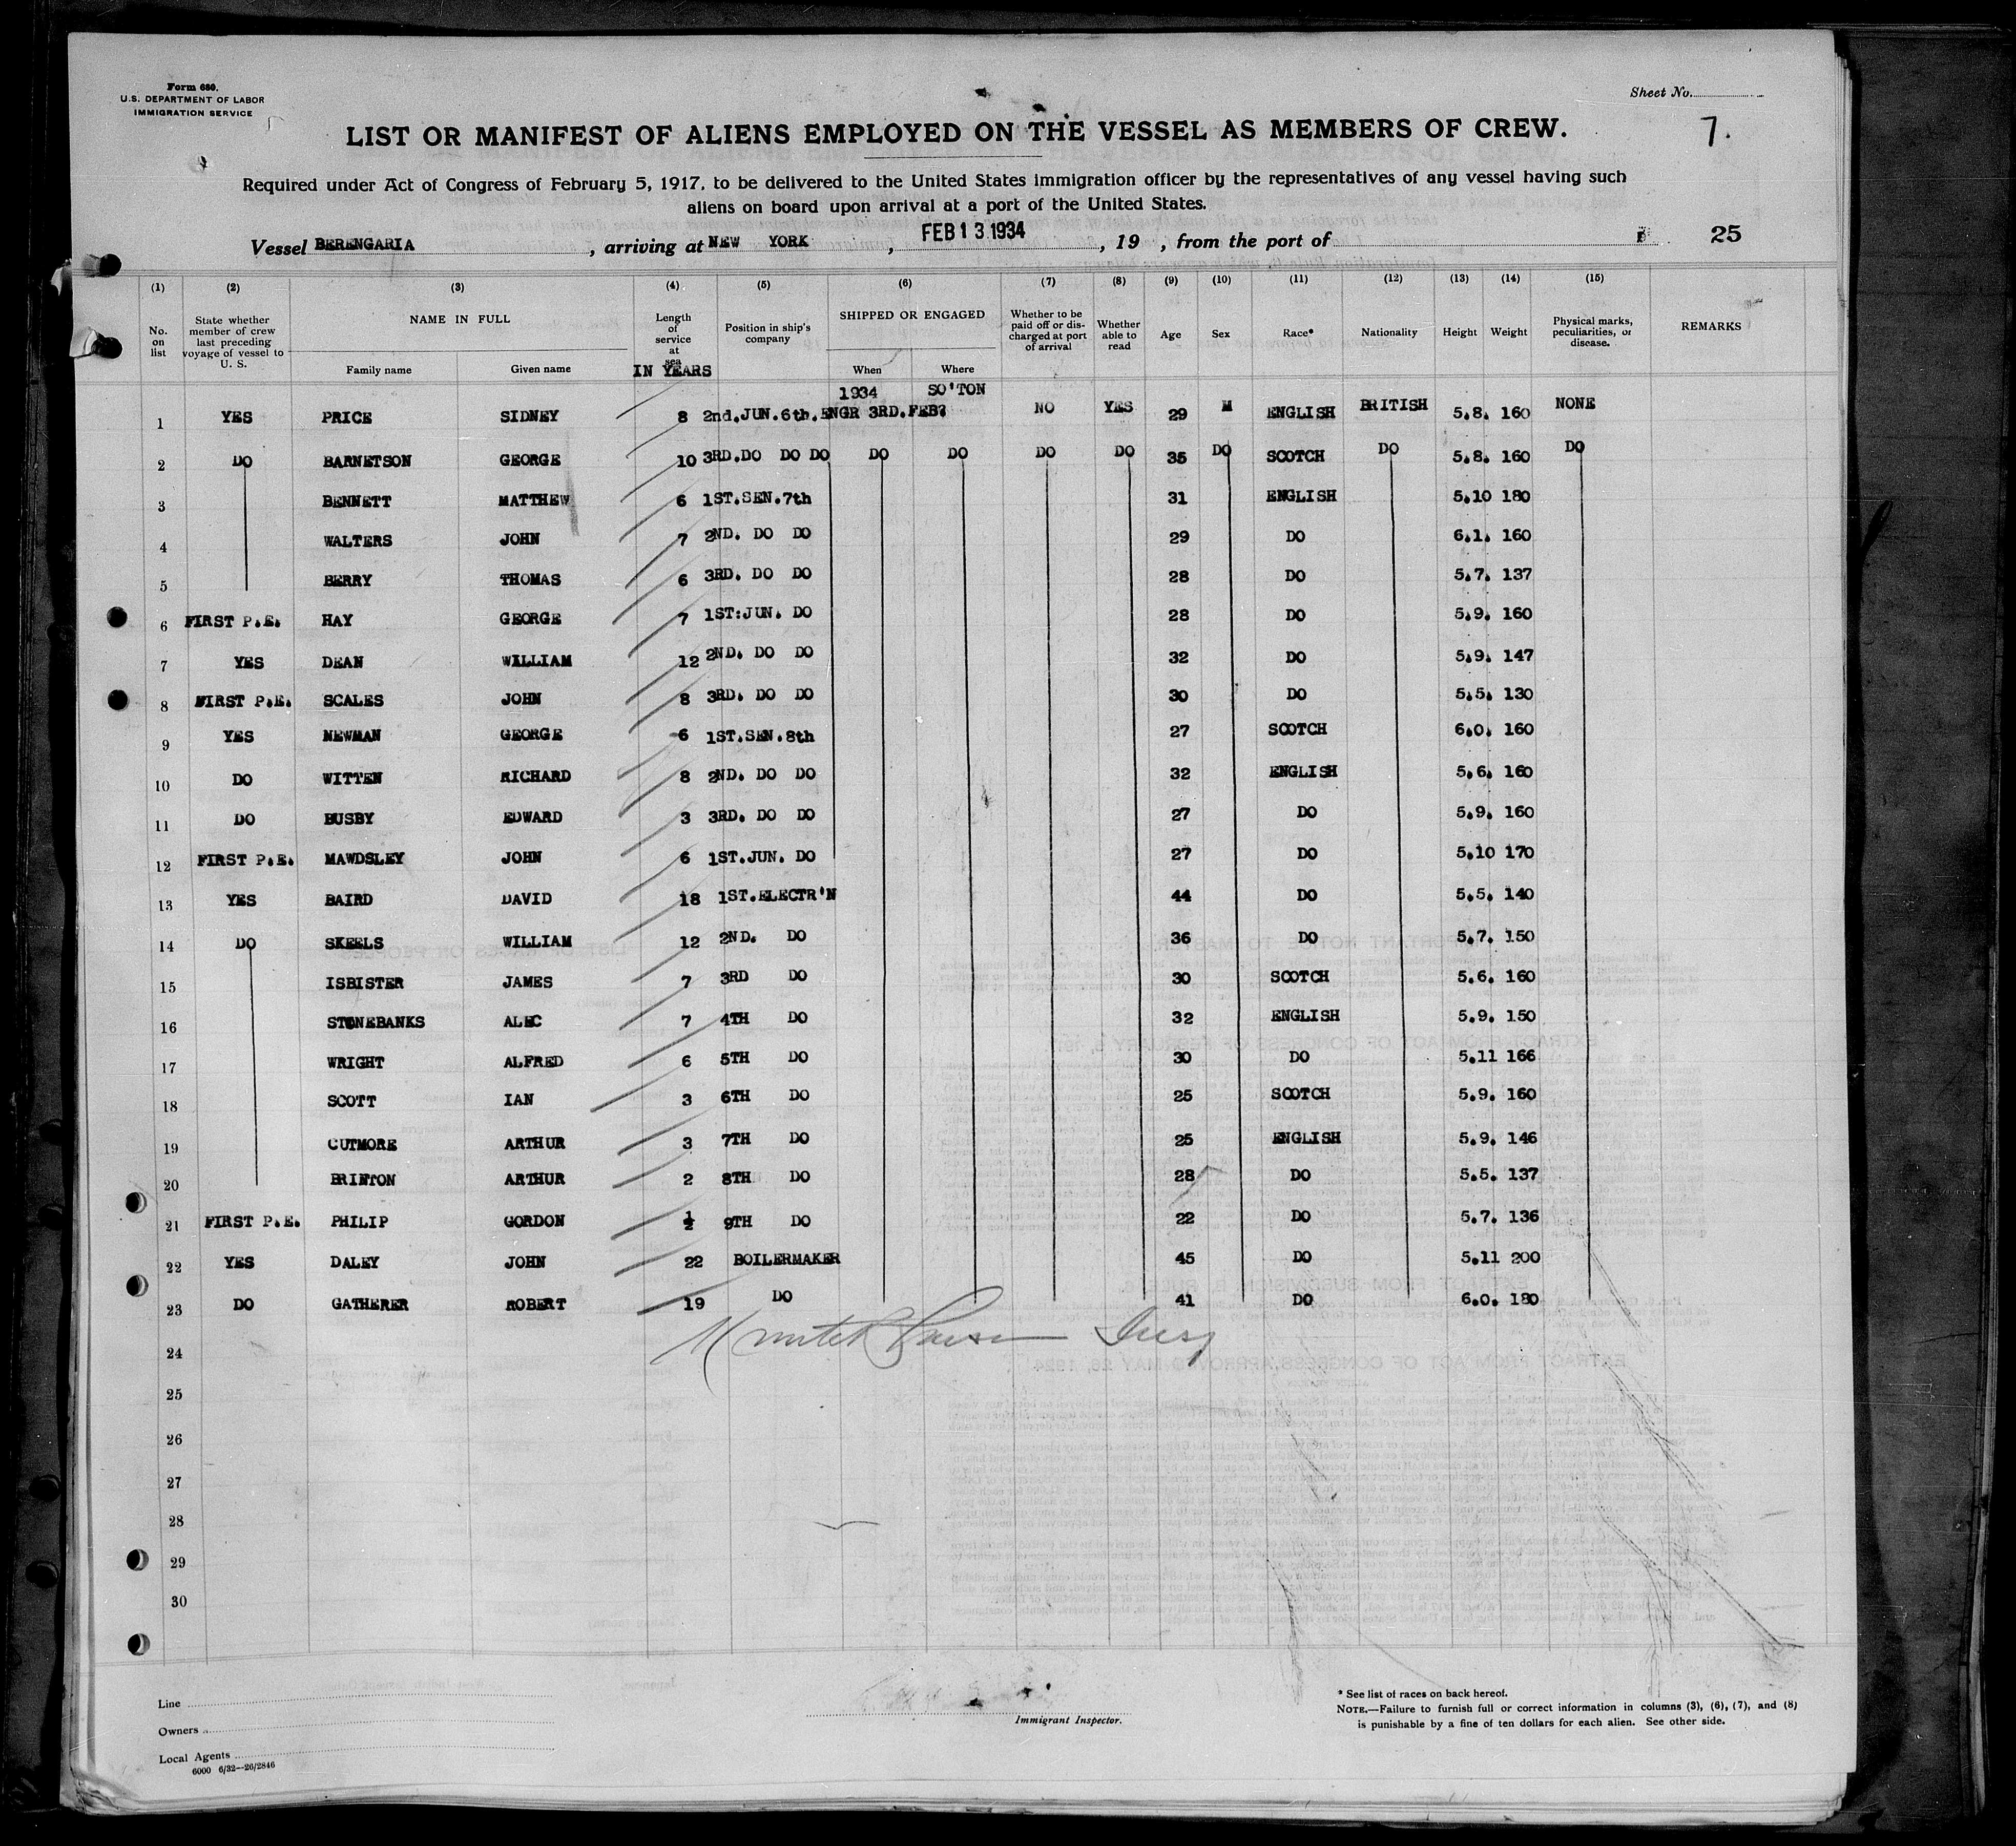 Form 680.
U.S. DEPARTMENT OF LABOR
IMMIGRATION SERVICE
Sheet No.
7.
LIST OR MANIFEST OF ALIENS EMPLOYED ON THE VESSEL AS MEMBERS OF CREW.
Required under Act of Congress of February 5, 1917, to be delivered to the United States immigration officer by the representatives of any vessel having such
aliens on board upon arrival at a port of the United States.
Vessel BERENGARIA, arriving at NEW YORK, FEB 13 1934, 19 , from the port of 25
(1) (2) (3) (4) (5) (6) (7) (8) (9) (10) (11) (12) (13) (14) (15)
No. on list
State whether member of crew last preceding voyage of vessel to U. S.
NAME IN FULL
Family name Given name
Length of service at sea
IN YEARS
Position in ship's company
SHIPPED OR ENGAGED
When Where
Whether to be paid off or discharged at port of arrival
Whether able to read
Age
Sex
Race*
Nationality
Height
Weight
Physical marks, peculiarities, or disease.
REMARKS
1934 SO'TON
1 YES PRICE SIDNEY 8 2nd.JUN.6th.ENGR 3RD.FEB NO YES 29 M ENGLISH BRITISH 5.8. 160 NONE
2 DO BARNETSON GEORGE 10 3RD.DO DO DO DO DO DO DO 35 DO SCOTCH DO 5.8. 160 DO
3 BENNETT MATTHEW 6 1ST.SEN.7th 31 ENGLISH 5.10 180
4 WALTERS JOHN 7 2ND. DO DO 29 DO 6.1. 160
5 BERRY THOMAS 6 3RD. DO DO 28 DO 5.7. 137
6 FIRST P.E. HAY GEORGE 7 1ST:JUN. DO 28 DO 5.9. 160
7 YES DEAN WILLIAM 12 2ND. DO DO 32 DO 5.9. 147
8 FIRST P.E. SCALES JOHN 8 3RD. DO DO 30 DO 5.5. 130
9 YES NEWMAN GEORGE 6 1ST.SEN.8th 27 SCOTCH 6.0. 160
10 DO WITTEN RICHARD 8 2ND. DO DO 32 ENGLISH 5.6. 160
11 DO BUSBY EDWARD 3 3RD. DO DO 27 DO 5.9. 160
12 FIRST P.E. MAWDSLEY JOHN 6 1ST.JUN. DO 27 DO 5.10 170
13 YES BAIRD DAVID 18 1ST.ELECTR'N 44 DO 5.5. 140
14 DO SKEELS WILLIAM 12 2ND. DO 36 DO 5.7. 150
15 ISBISTER JAMES 7 3RD DO 30 SCOTCH 5.6. 160
16 STONEBANKS ALEC 7 4TH DO 32 ENGLISH 5.9. 150
17 WRIGHT ALFRED 6 5TH DO 30 DO 5.11 166
18 SCOTT IAN 3 6TH DO 25 SCOTCH 5.9. 160
19 CUTMORE ARTHUR 3 7TH DO 25 ENGLISH 5.9. 146
20 BRINTON ARTHUR 2 8TH DO 28 DO 5.5. 137
21 FIRST P.E. PHILIP GORDON ½ 9TH DO 22 DO 5.7. 136
22 YES DALEY JOHN 22 BOILERMAKER 45 DO 5.11 200
23 DO GATHERER ROBERT 19 DO 41 DO 6.0. 180
24
25
26
27
28
29
30
Line
Owners
Local Agents
6000 6/32—26/2846
Immigrant Inspector.
* See list of races on back hereof.
NOTE.—Failure to furnish full or correct information in columns (3), (6), (7), and (8)
is punishable by a fine of ten dollars for each alien. See other side.